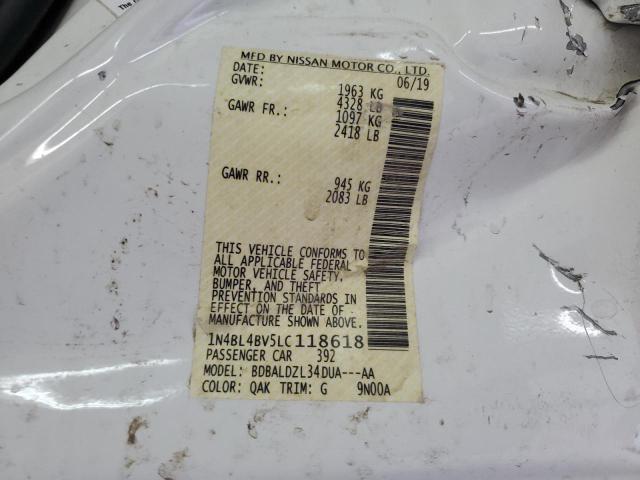 The
MFD BY NISSAN MOTOR CO., LTD.
DATE: 06/19
GVWR: 1963 KG
4328 LB
GAWR FR.: 1097 KG
2418 LB
GAWR RR.: 945 KG
2083 LB
THIS VEHICLE CONFORMS TO
ALL APPLICABLE FEDERAL
MOTOR VEHICLE SAFETY,
BUMPER, AND THEFT
PREVENTION STANDARDS IN
EFFECT ON THE DATE OF
MANUFACTURE SHOWN ABOVE.
1N4BL4BV5LC118618
PASSENGER CAR 392
MODEL: BDBALDZL34DUA---AA
COLOR: QAK TRIM: G 9N00A